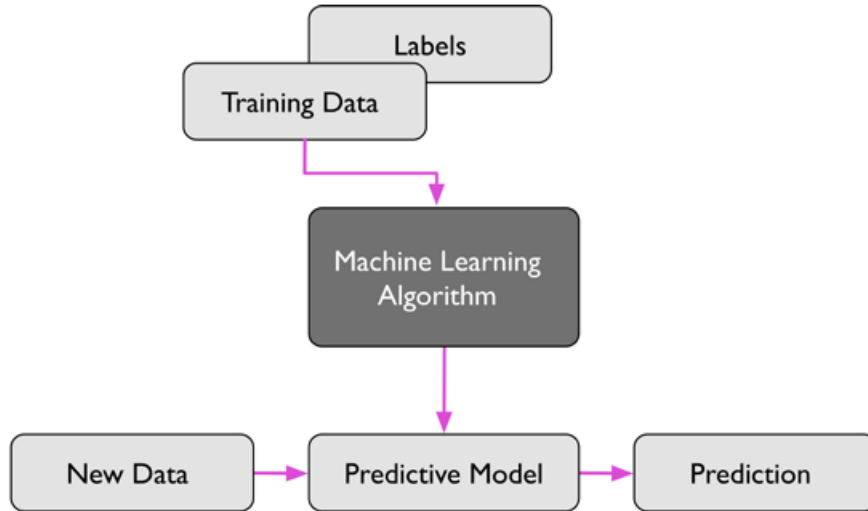 Labels
Training Data
Machine Learning
Algorithm
New Data
Predictive Model
Prediction